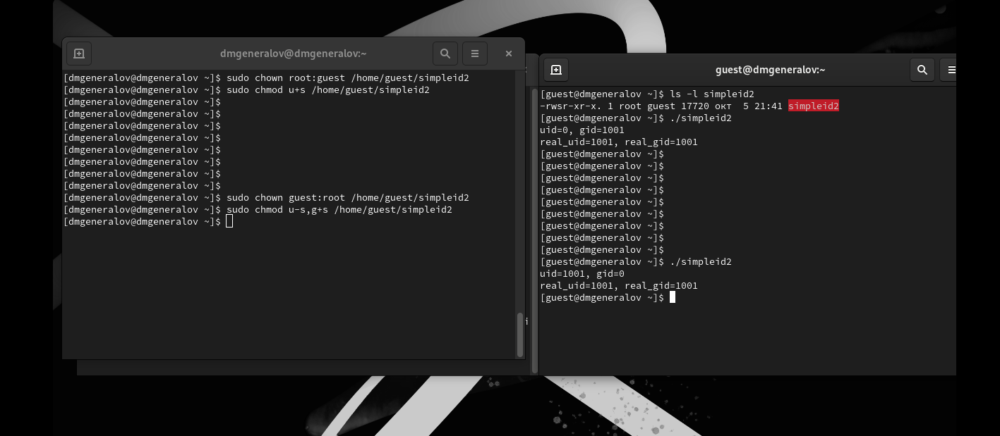 dmgeneralov@dmgeneralov:~
[dmgeneralov@dmgeneralov ~]$ sudo chown root:guest /home/guest/simpleid2
[dmgeneralov@dmgeneralov ~]$ sudo chmod u+s /home/guest/simpleid2
[dmgeneralov@dmgeneralov ~]$
[dmgeneralov@dmgeneralov ~]$
[dmgeneralov@dmgeneralov ~]$
[dmgeneralov@dmgeneralov ~]$
[dmgeneralov@dmgeneralov ~]$
[dmgeneralov@dmgeneralov ~]$
[dmgeneralov@dmgeneralov ~]$
[dmgeneralov@dmgeneralov ~]$
[dmgeneralov@dmgeneralov ~]$ sudo chown guest:root /home/guest/simpleid2
[dmgeneralov@dmgeneralov ~]$ sudo chmod u-s,g+s /home/guest/simpleid2
[dmgeneralov@dmgeneralov ~]$
i
guest@dmgeneralov:~
[guest@dmgeneralov ~]$ ls -l simpleid2
-rwsr-xr-x. 1 root guest 17720 окт  5 21:41 simpleid2
[guest@dmgeneralov ~]$ ./simpleid2
uid=0, gid=1001
real_uid=1001, real_gid=1001
[guest@dmgeneralov ~]$
[guest@dmgeneralov ~]$
[guest@dmgeneralov ~]$
[guest@dmgeneralov ~]$
[guest@dmgeneralov ~]$
[guest@dmgeneralov ~]$
[guest@dmgeneralov ~]$
[guest@dmgeneralov ~]$
[guest@dmgeneralov ~]$
[guest@dmgeneralov ~]$ ./simpleid2
uid=1001, gid=0
real_uid=1001, real_gid=1001
[guest@dmgeneralov ~]$